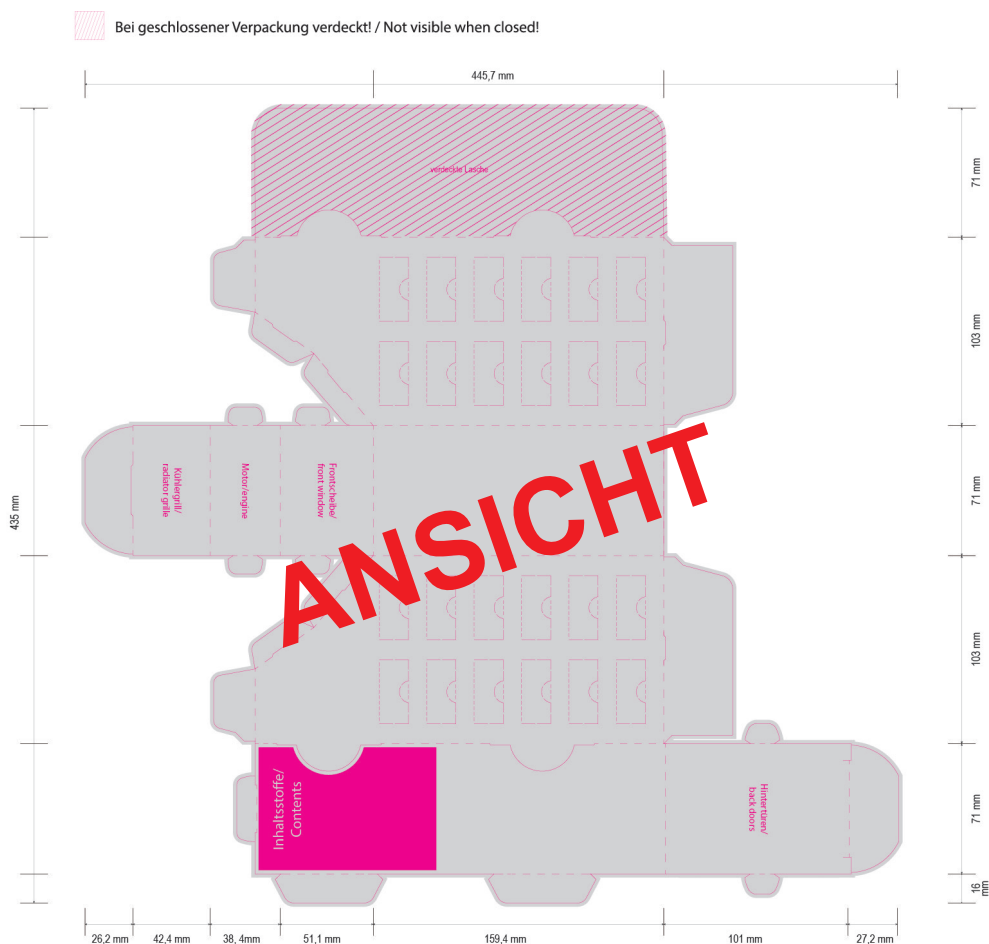 Bei geschlossener Verpackung verdeckt! / Not visible when closed!
445,7 mm
verdeckte Lasche
71 mm
103 mm
435 mm
Kühlergrill/
radiator grille
Motor/engine
Frontscheibe/
front window
71 mm
ANSICHT
103 mm
Inhaltsstoffe/
Contents
Hintertüren/
back doors
71 mm
16
mm
26,2 mm
42,4 mm
38, 4mm
51,1 mm
159,4 mm
101 mm
27,2 mm